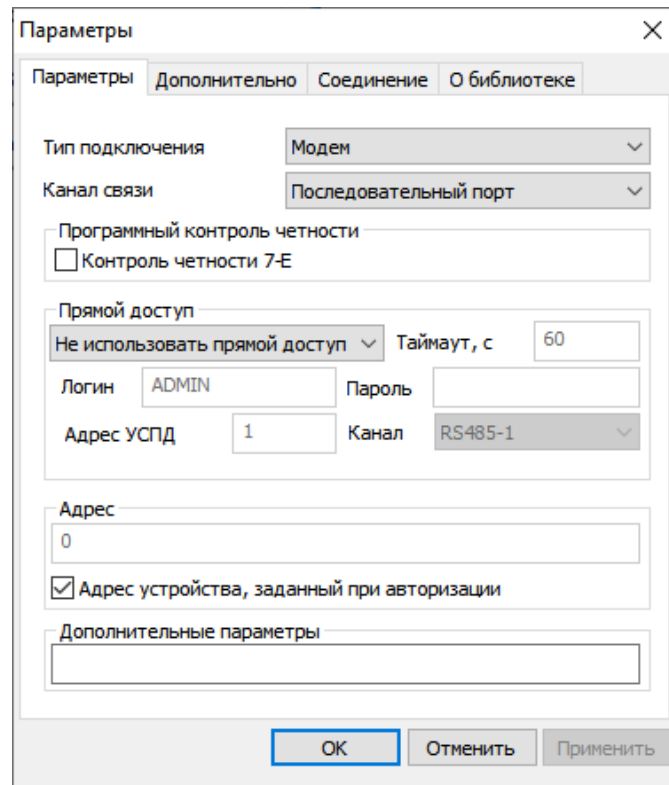 Параметры
Параметры Дополнительно Соединение О библиотеке
Тип подключения Модем
Канал связи Последовательный порт
Программный контроль четности
Контроль четности 7-E
Прямой доступ
Не использовать прямой доступ Таймаут, с 60
Логин ADMIN Пароль
Адрес УСПД 1 Канал RS485-1
Адрес
0
Адрес устройства, заданный при авторизации
Дополнительные параметры
OK Отменить Применить